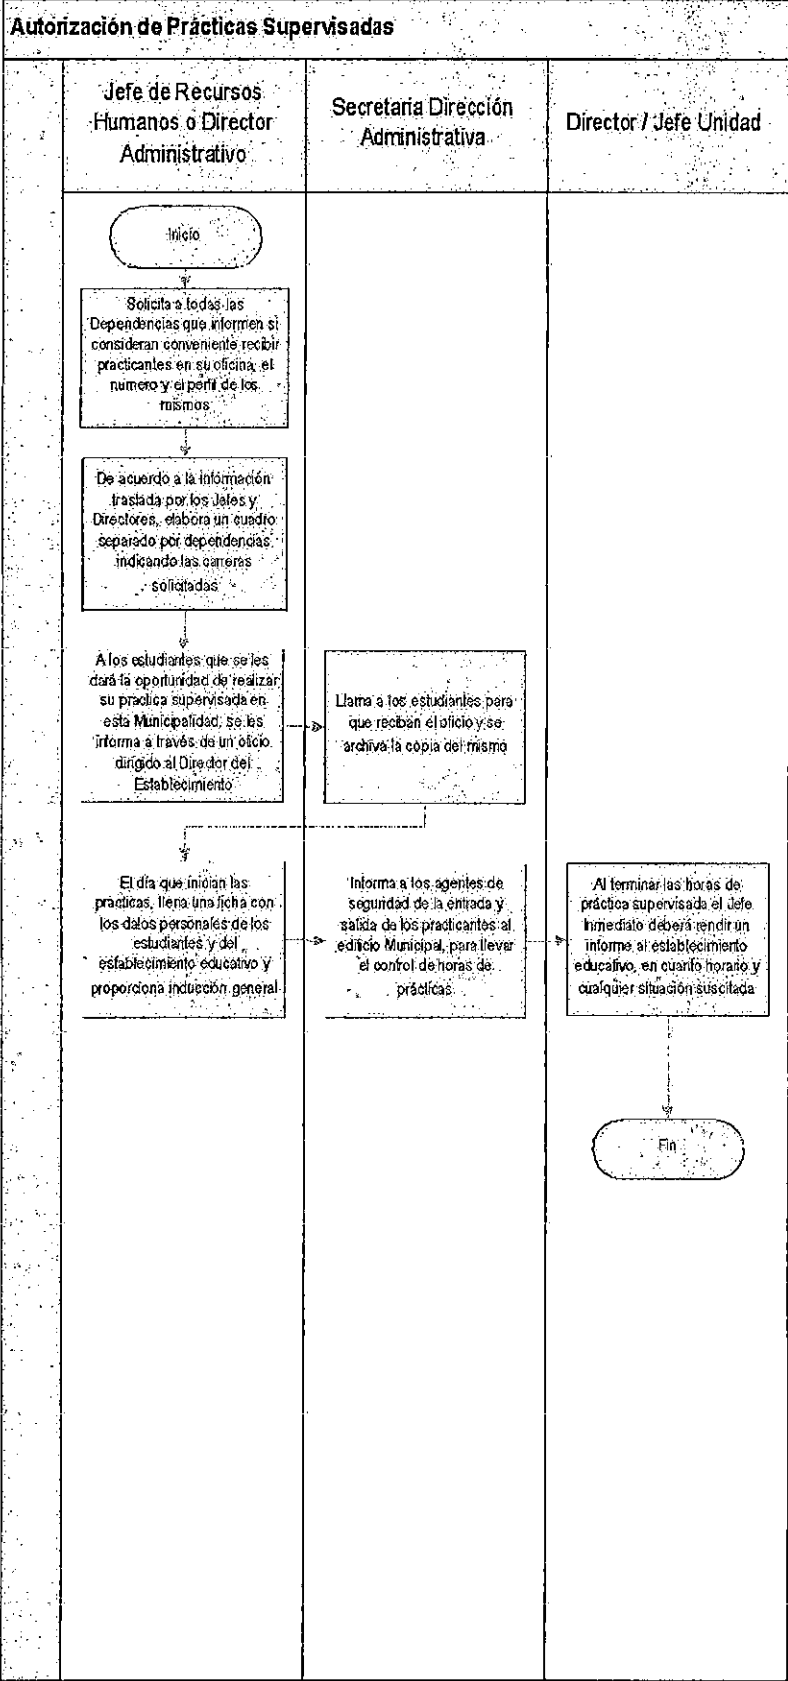 Autorización de Prácticas Supervisadas
Jefe de Recursos
Humanos o Director
Administrativo
Secretaria Dirección
Administrativa
Director / Jefe Unidad
Inicio
Solicita a todas las
Dependencias que informen si
consideran conveniente recibir
practicantes en su oficina, el
numero y el perfil de los
mismos
De acuerdo a la información
traslada por los Jefes y
Directores, elabora un cuadro
separado por dependencias
indicando las carreras
solicitadas
A los estudiantes que se les
dará la oportunidad de realizar
su practica supervisada en
esta Municipalidad, se les
informa a través de un oficio
dirigido al Director del
Establecimiento
Llama a los estudiantes para
que reciban el oficio y se
archiva la copia del mismo
El día que inician las
prácticas, llena una ficha con
los datos personales de los
estudiantes y del
establecimiento educativo y
proporciona inducción general
Informa a los agentes de
seguridad de la entrada y
salida de los practicantes al
edificio Municipal, para llevar
el control de horas de
prácticas
Al terminar las horas de
práctica supervisada el Jefe
Inmediato deberá rendir un
informe al establecimiento
educativo, en cuanto horario y
cualquier situación suscitada
Fin